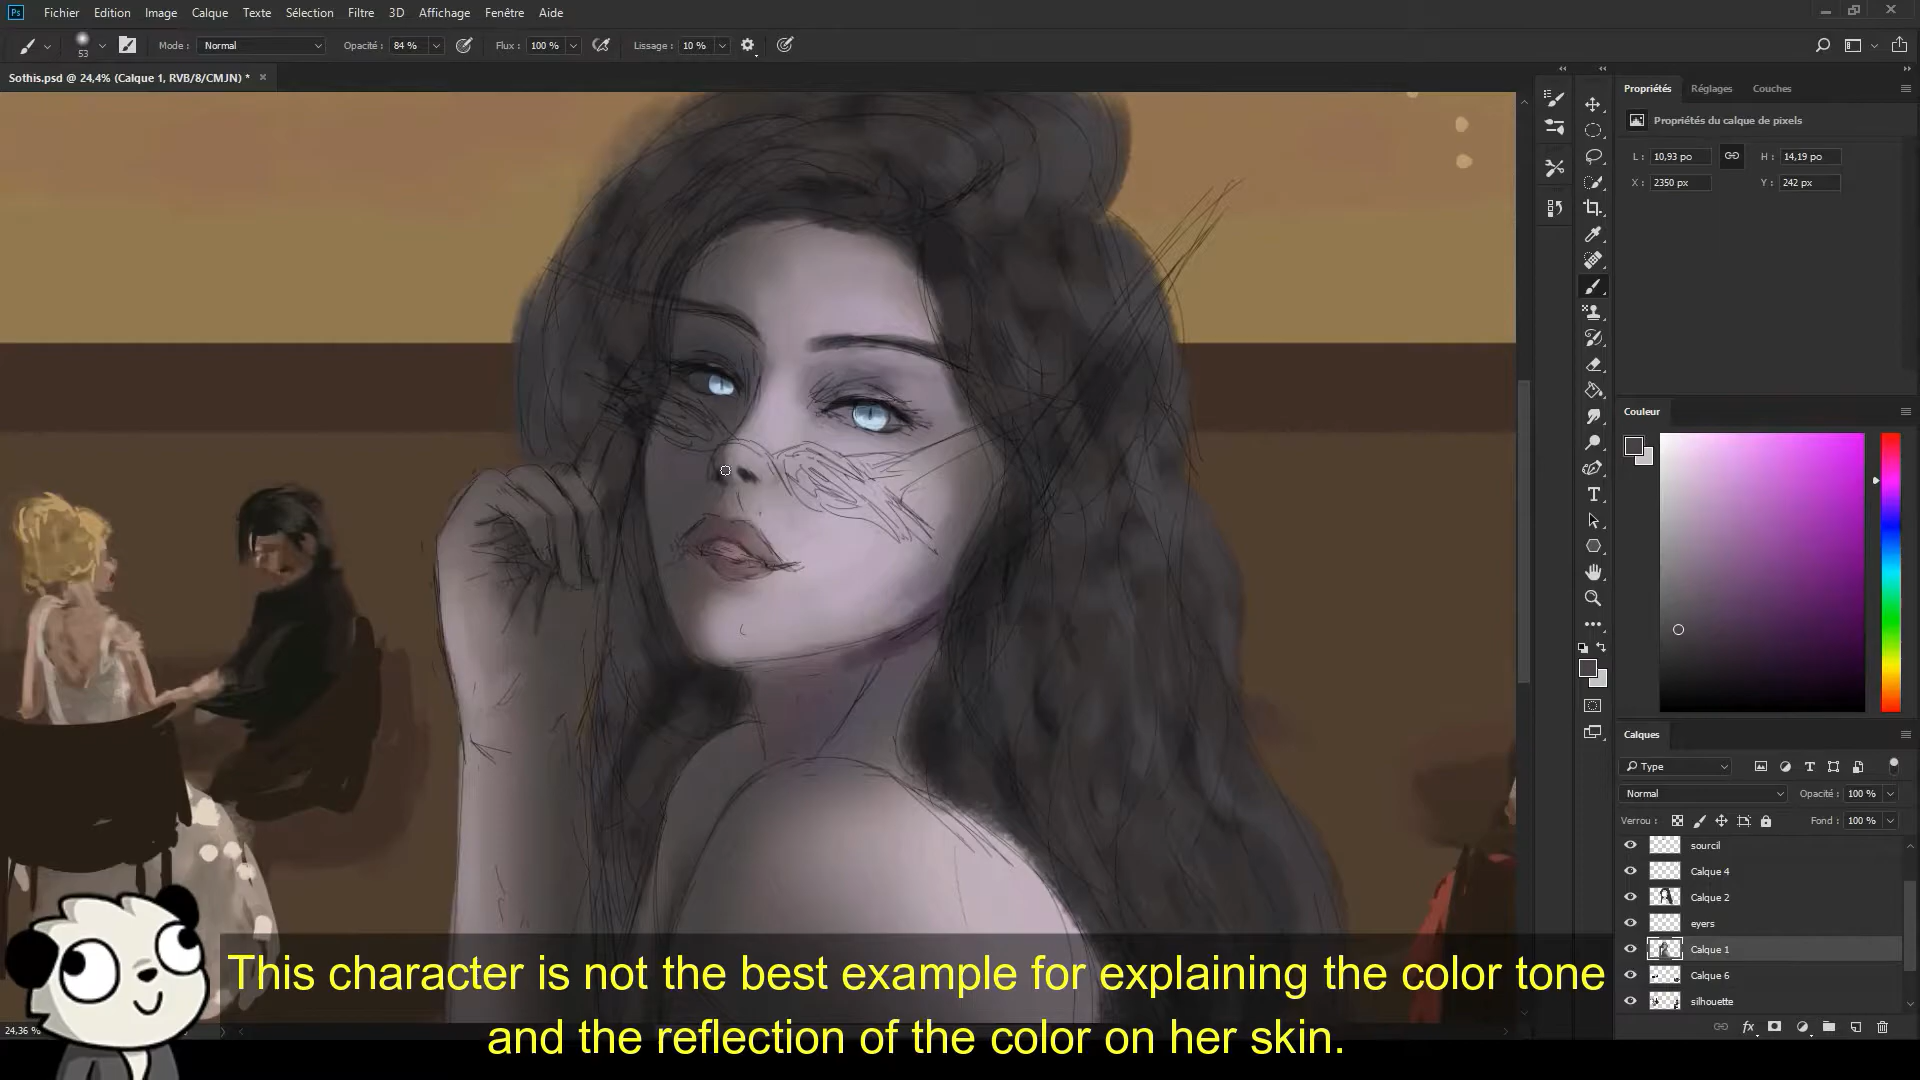 Ps Fichier Edition Image Calque Texte Sélection Filtre 3D Affichage Fenêtre Aide
53 Mode : Normal Opacité : 84 % Flux : 100 % Lissage : 10 %
Sothis.psd @ 24,4% (Calque 1, RVB/8/CMJN) * ×
Propriétés Réglages Couches
Propriétés du calque de pixels
L : 10,93 po H : 14,19 po
X : 2350 px Y : 242 px
Couleur
Calques
Type
Normal Opacité : 100 %
Verrou : Fond : 100 %
sourcil
Calque 4
Calque 2
eyers
Calque 1
Calque 6
silhouette
fx
24,36 %
This character is not the best example for explaining the color tone
and the reflection of the color on her skin.